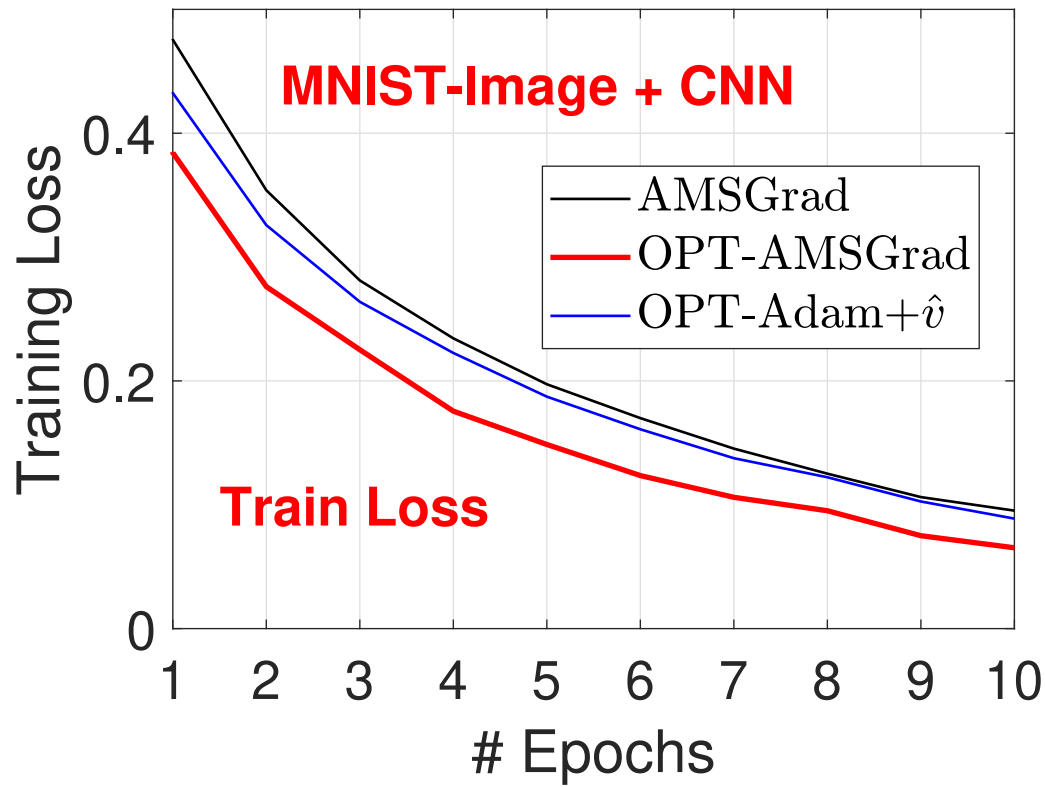 MNIST-Image + CNN
0.4
0.2
0
Training Loss
AMSGrad
OPT-AMSGrad
OPT-Adam+v̂
Train Loss
1 2 3 4 5 6 7 8 9 10
# Epochs